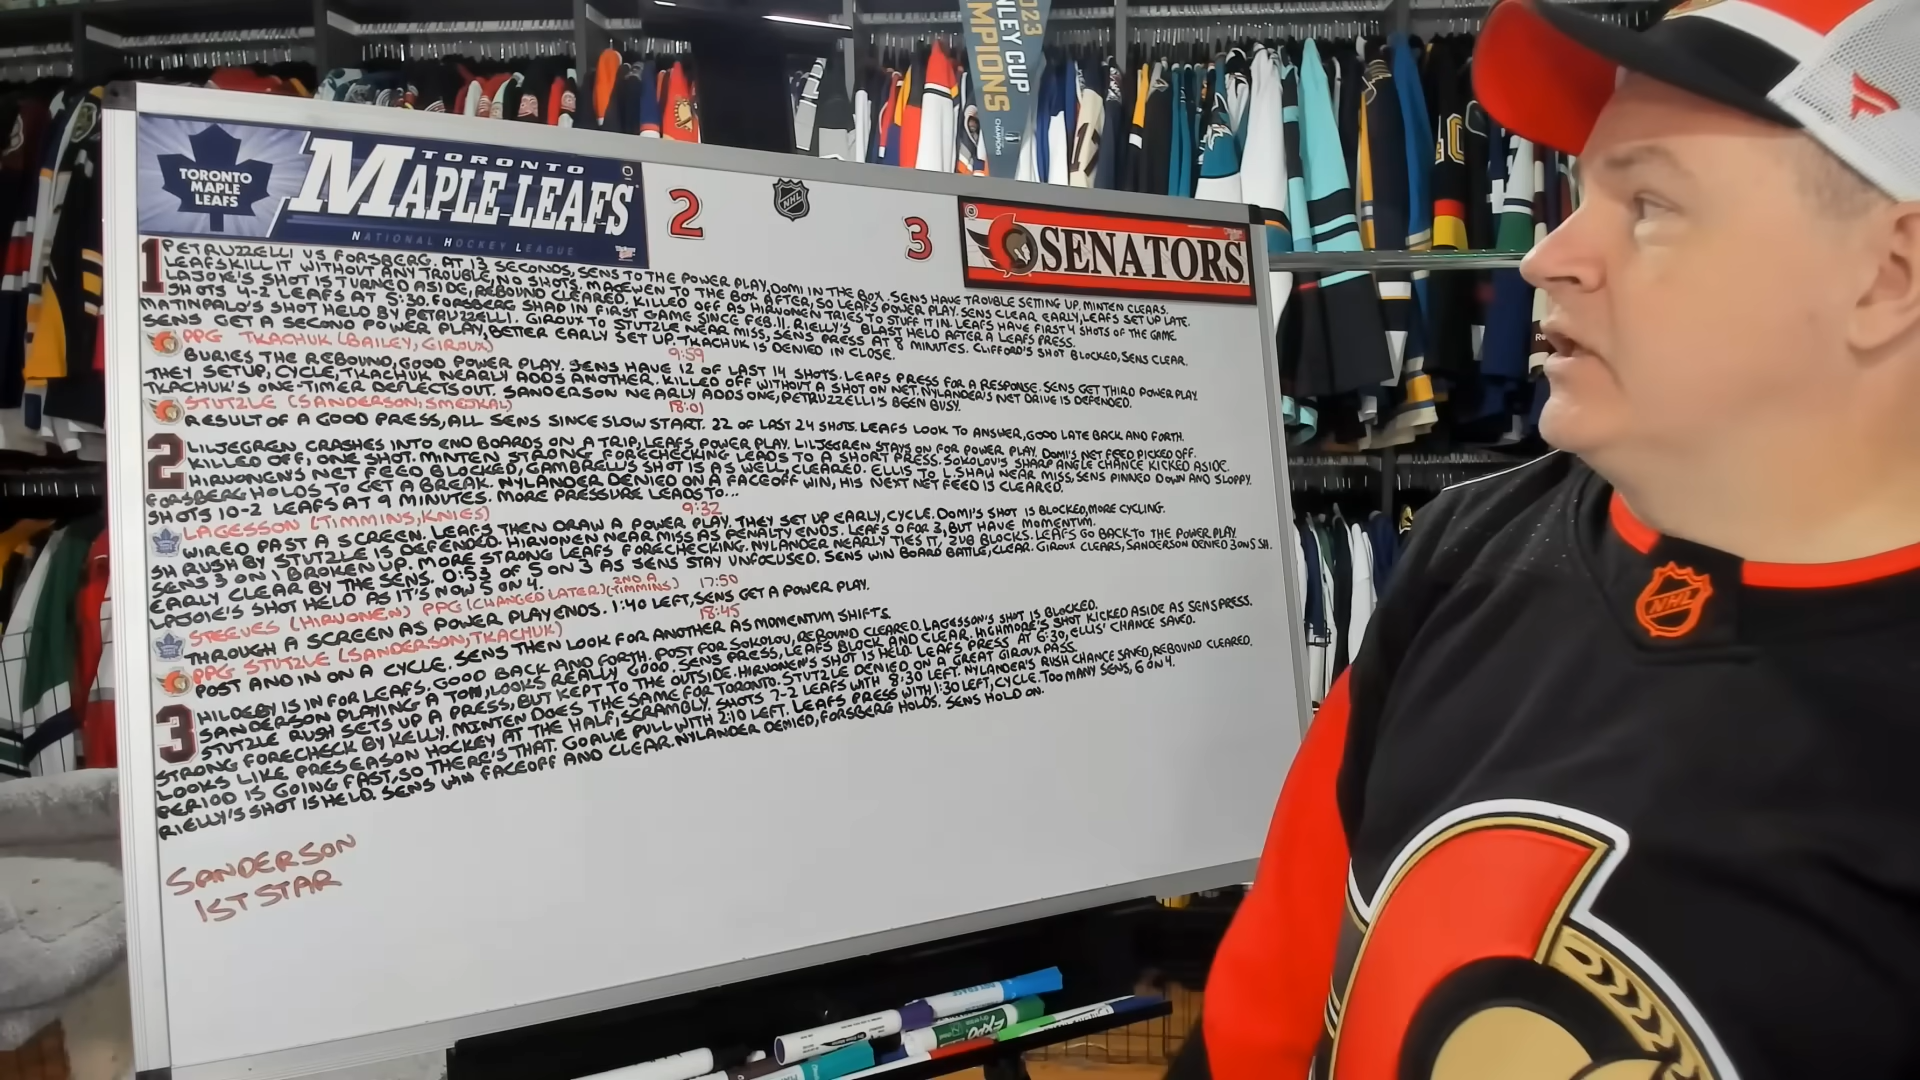 2023
STANLEY CUP
CHAMPIONS
TORONTO
MAPLE
LEAFS
TORONTO
MAPLE LEAFS
NATIONAL HOCKEY LEAGUE
2
NHL
3
SENATORS
1
PETRUZZELLI VS FORSBERG. AT 13 SECONDS, SENS TO THE POWER PLAY, DOMI IN THE BOX. SENS HAVE TROUBLE SETTING UP. MINTEN CLEARS.
LEAFS KILL IT WITHOUT ANY TROUBLE, NO SHOTS. MACEWEN TO THE BOX AFTER, SO LEAFS POWER PLAY. SENS CLEAR EARLY, LEAFS SET UP LATE.
LAJOIE'S SHOT IS TURNED ASIDE, REBOUND CLEARED. KILLED OFF AS HIRVONEN TRIES TO STUFF IT IN. LEAFS HAVE FIRST 4 SHOTS OF THE GAME.
SHOTS 4-2 LEAFS AT 5:30. FORSBERG SHARP IN FIRST GAME SINCE FEB. 11. RIELLY'S BLAST HELD AFTER A LEAFS PRESS.
MATINPALO'S SHOT HELD BY PETRUZZELLI. GIROUX TO STUTZLE NEAR MISS, SENS PRESS AT 8 MINUTES. CLIFFORD'S SHOT BLOCKED, SENS CLEAR.
SENS GET A SECOND POWER PLAY, BETTER EARLY SET UP. TKACHUK IS DENIED IN CLOSE.
PPG TKACHUK (BAILEY, GIROUX) 9:59
BURIES THE REBOUND, GOOD POWER PLAY. SENS HAVE 12 OF LAST 14 SHOTS. LEAFS PRESS FOR A RESPONSE. SENS GET THIRD POWER PLAY.
THEY SETUP, CYCLE, TKACHUK NEARLY ADDS ANOTHER. KILLED OFF WITHOUT A SHOT ON NET. NYLANDER'S NET DRIVE IS DEFENDED.
TKACHUK'S ONE-TIMER DEFLECTS OUT. SANDERSON NEARLY ADDS ONE, PETRUZZELLI'S BEEN BUSY.
STUTZLE (SANDERSON, SMEJKAL) 18:01
RESULT OF A GOOD PRESS, ALL SENS SINCE SLOW START. 22 OF LAST 24 SHOTS. LEAFS LOOK TO ANSWER, GOOD LATE BACK AND FORTH.
2
LILJEGREN CRASHES INTO END BOARDS ON A TRIP, LEAFS POWER PLAY. LILJEGREN STAYS ON FOR POWER PLAY. DOMI'S NET FEED PICKED OFF.
KILLED OFF, ONE SHOT. MINTEN STRONG FORECHECKING LEADS TO A SHORT PRESS. SOKOLOV'S SHARP ANGLE CHANCE KICKED ASIDE.
HIRVONEN'S NET FEED BLOCKED, GAMBRELL'S SHOT IS AS WELL, CLEARED. ELLIS TO L. SHAW NEAR MISS, SENS PINNED DOWN AND SLOPPY.
FORSBERG HOLDS TO GET A BREAK. NYLANDER DENIED ON A FACEOFF WIN, HIS NEXT NET FEED IS CLEARED.
SHOTS 10-2 LEAFS AT 9 MINUTES. MORE PRESSURE LEADS TO...
LAGESSON (TIMMINS, KNIES) 9:32
WIRED PAST A SCREEN. LEAFS THEN DRAW A POWER PLAY. THEY SET UP EARLY, CYCLE. DOMI'S SHOT IS BLOCKED, MORE CYCLING.
SH RUSH BY STUTZLE IS DEFENDED. HIRVONEN NEAR MISS AS PENALTY ENDS. LEAFS 0 FOR 3, BUT HAVE MOMENTUM.
SENS 3 ON 1 BROKEN UP. MORE STRONG LEAFS FORECHECKING. NYLANDER NEARLY TIES IT, ZUB BLOCKS. LEAFS GO BACK TO THE POWER PLAY.
EARLY CLEAR BY THE SENS. 0:53 OF 5 ON 3 AS SENS STAY UNFOCUSED. SENS WIN BOARD BATTLE, CLEAR. GIROUX CLEARS, SANDERSON DENIED 3 ON 5 SH.
LAJOIE'S SHOT HELD AS IT'S NOW 5 ON 4.
STEEVES (HIRVONEN) PPG (CHANGED LATER) (2ND A TIMMINS) 17:50
THROUGH A SCREEN AS POWER PLAY ENDS. 1:40 LEFT, SENS GET A POWER PLAY.
PPG STUTZLE (SANDERSON, TKACHUK) 18:45
POST AND IN ON A CYCLE. SENS THEN LOOK FOR ANOTHER AS MOMENTUM SHIFTS.
3
HILDEBY IS IN FOR LEAFS. GOOD BACK AND FORTH. POST FOR SOKOLOV, REBOUND CLEARED. LAGESSON'S SHOT IS BLOCKED.
SANDERSON PLAYING A TON, LOOKS REALLY GOOD. SENS PRESS, LEAFS BLOCK AND CLEAR. HIGHMORE'S SHOT KICKED ASIDE AS SENS PRESS.
STUTZLE RUSH SETS UP A PRESS, BUT KEPT TO THE OUTSIDE. HIRVONEN'S SHOT IS HELD. LEAFS PRESS AT 6:30, ELLIS' CHANCE SAVED.
STRONG FORECHECK BY KELLY. MINTEN DOES THE SAME FOR TORONTO. STUTZLE DENIED ON A GREAT GIROUX PASS.
LOOKS LIKE PRESEASON HOCKEY AT THE HALF, SCRAMBLY. SHOTS 7-2 LEAFS WITH 8:30 LEFT. NYLANDER'S RUSH CHANCE SAVED, REBOUND CLEARED.
PERIOD IS GOING FAST, SO THERE'S THAT. GOALIE PULL WITH 2:10 LEFT. LEAFS PRESS WITH 1:30 LEFT, CYCLE. TOO MANY SENS, 6 ON 4.
RIELLY'S SHOT IS HELD. SENS WIN FACEOFF AND CLEAR. NYLANDER DENIED, FORSBERG HOLDS. SENS HOLD ON.
SANDERSON
1ST STAR
NHL
EXPO